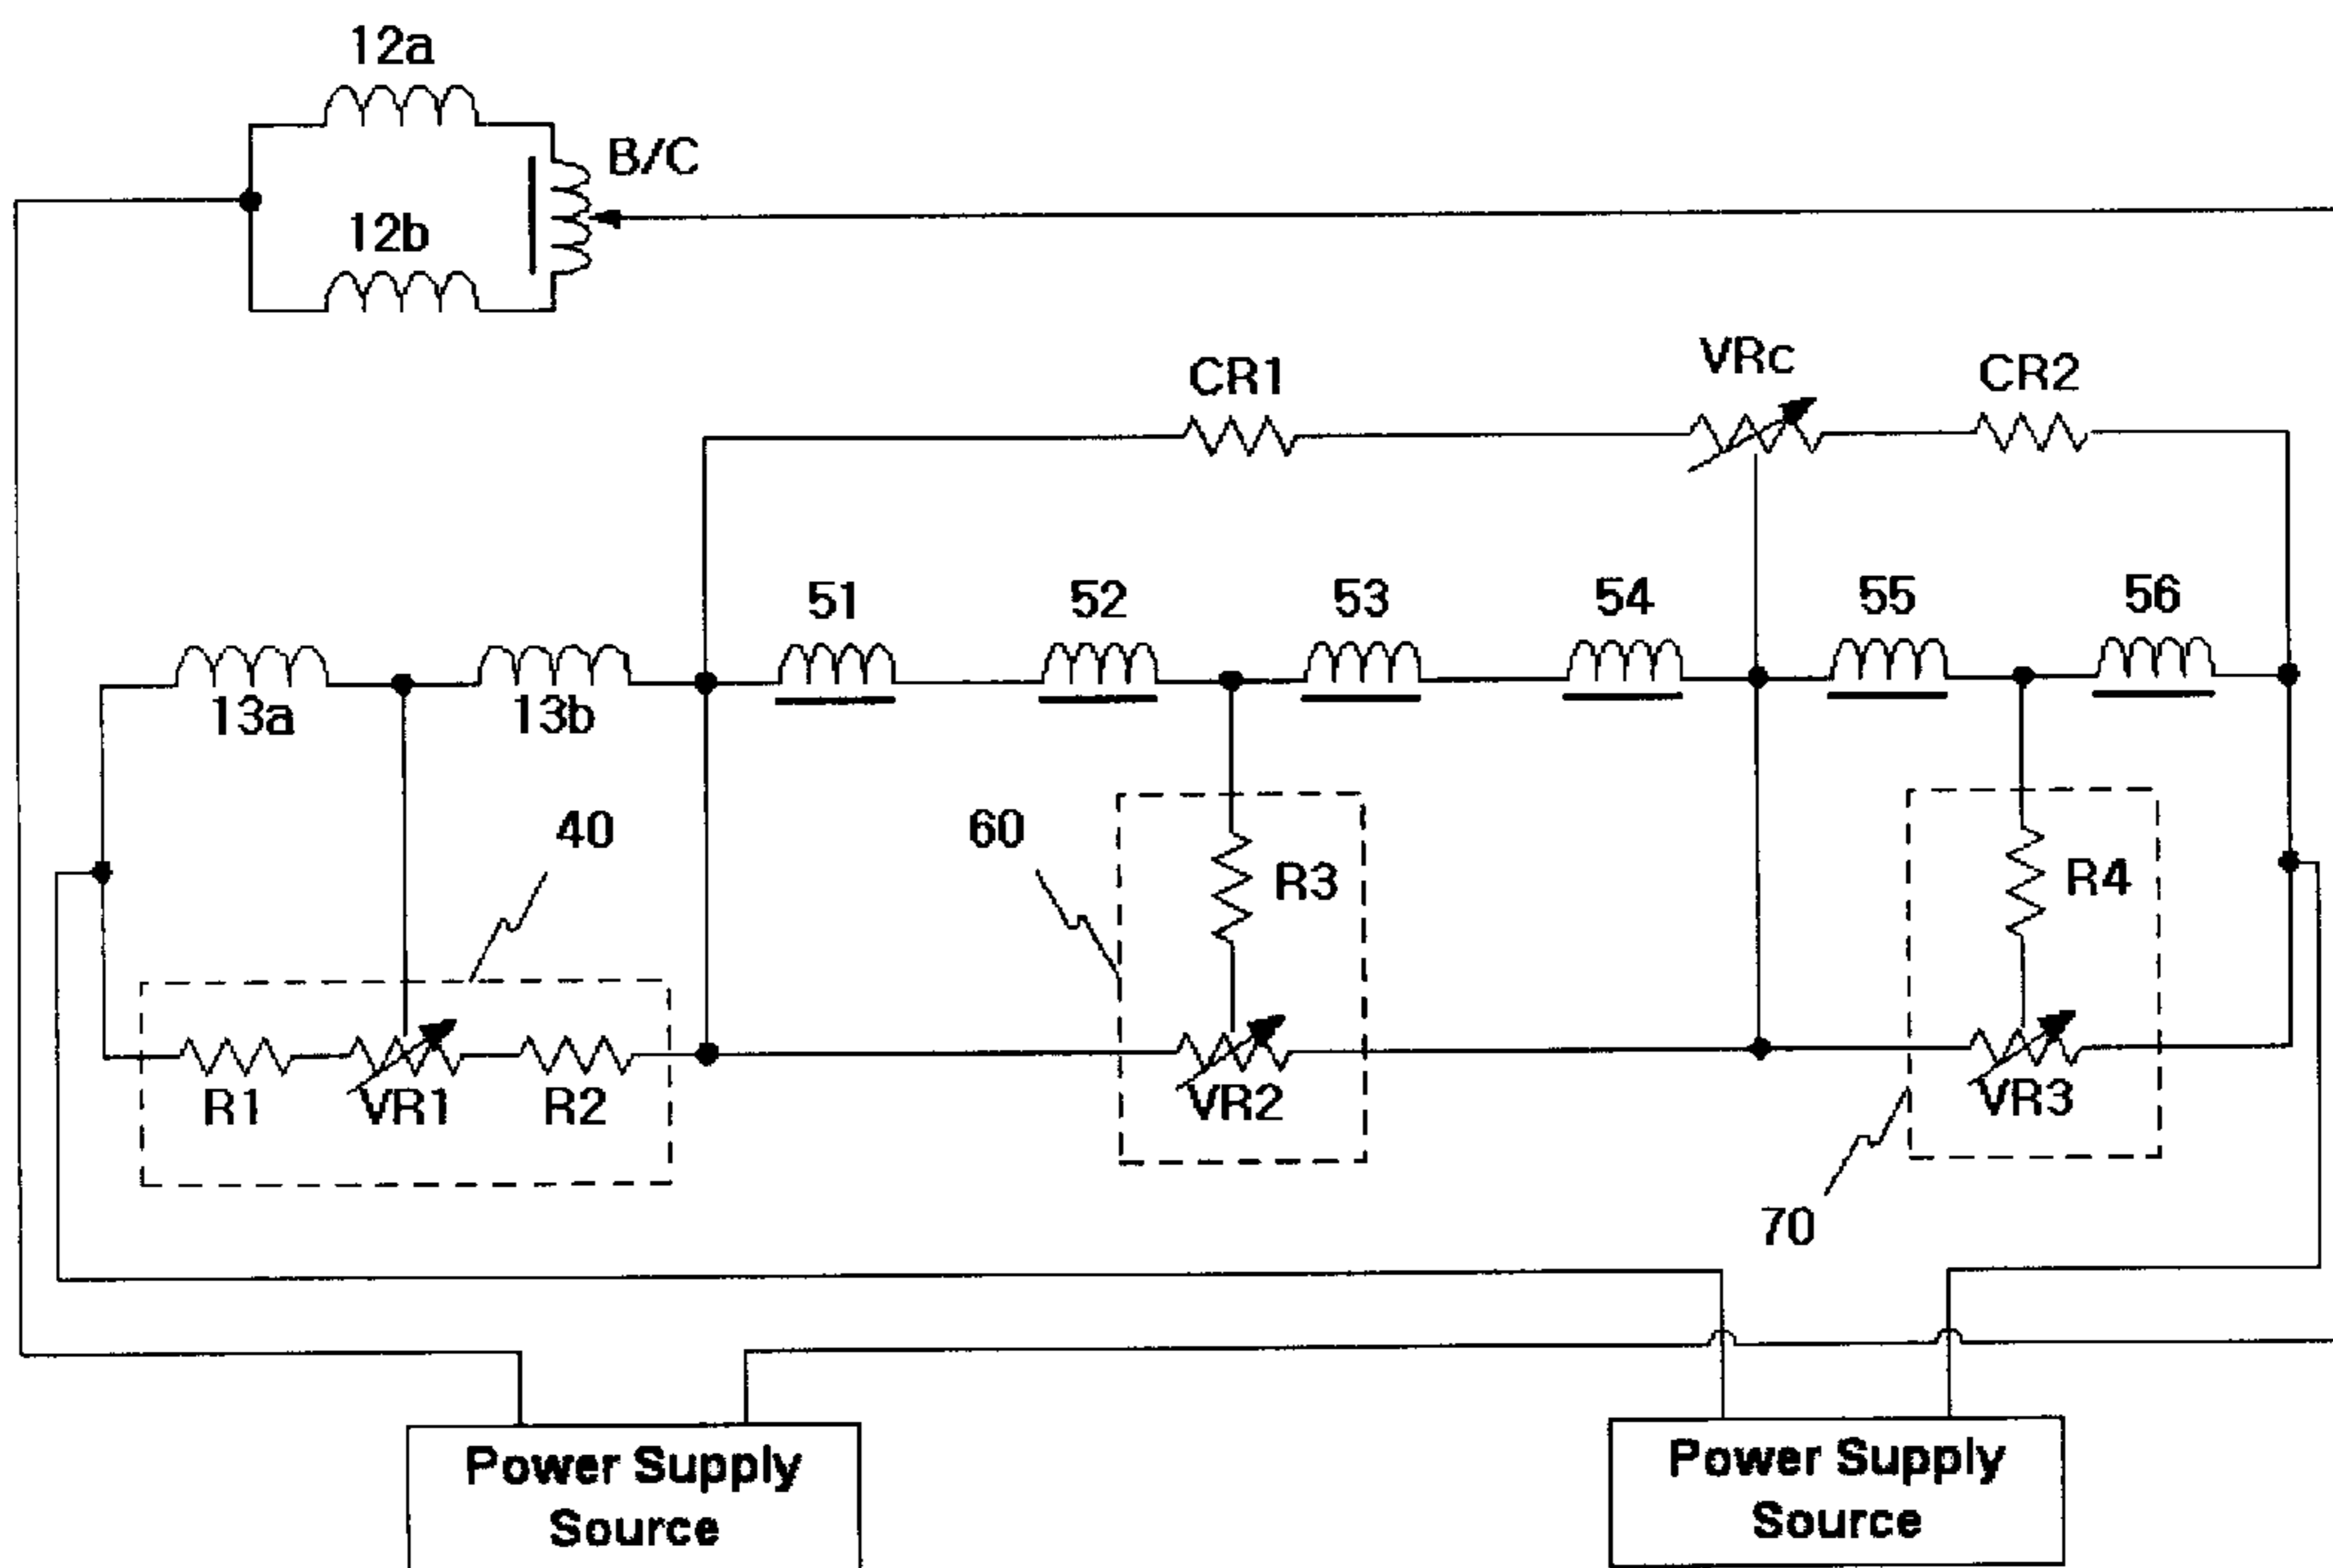 12a
B/C
12b
CR1
VRc
CR2
51
52
53
54
55
56
13a
13b
40
60
R3
R4
R1
VR1
R2
VR2
VR3
70
Power Supply
Source
Power Supply
Source